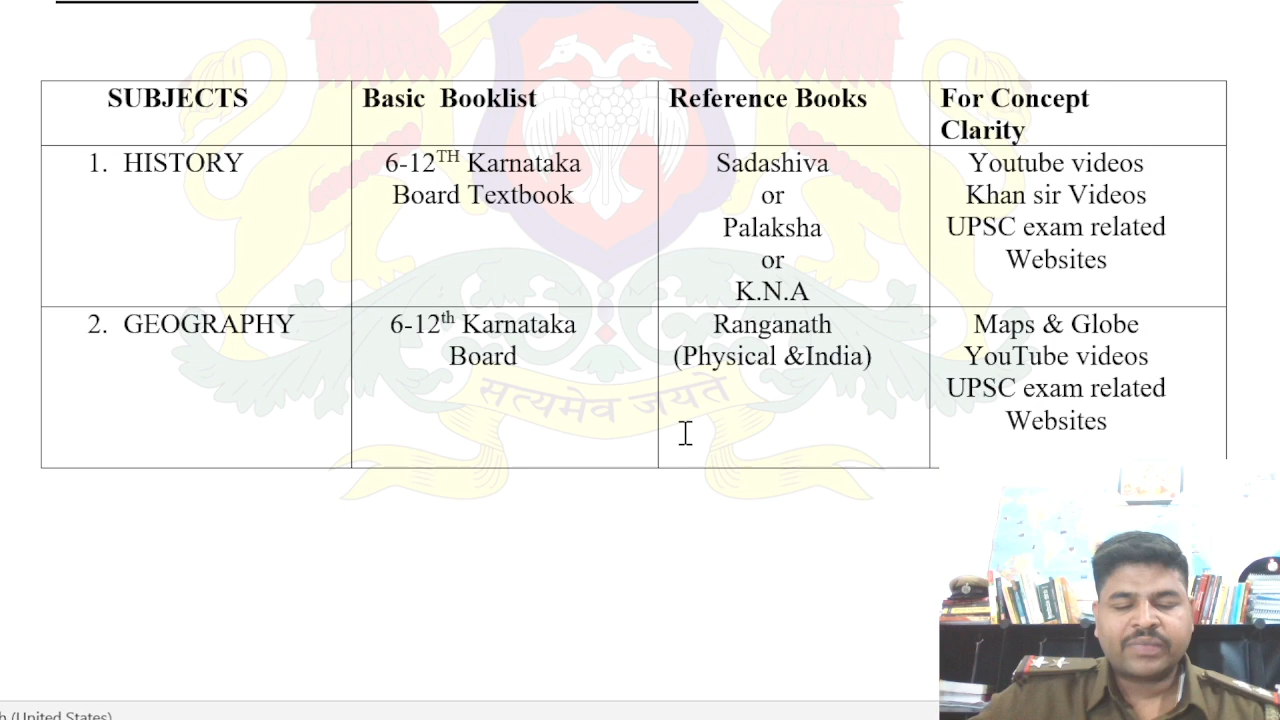 SUBJECTS
Basic Booklist
Reference Books
For Concept
Clarity
1. HISTORY
6-12TH Karnataka
Board Textbook
Sadashiva
or
Palaksha
or
K.N.A
Youtube videos
Khan sir Videos
UPSC exam related
Websites
2. GEOGRAPHY
6-12th Karnataka
Board
Ranganath
(Physical &India)
Maps & Globe
YouTube videos
UPSC exam related
Websites
सत्यमेव जयते
h (United States)